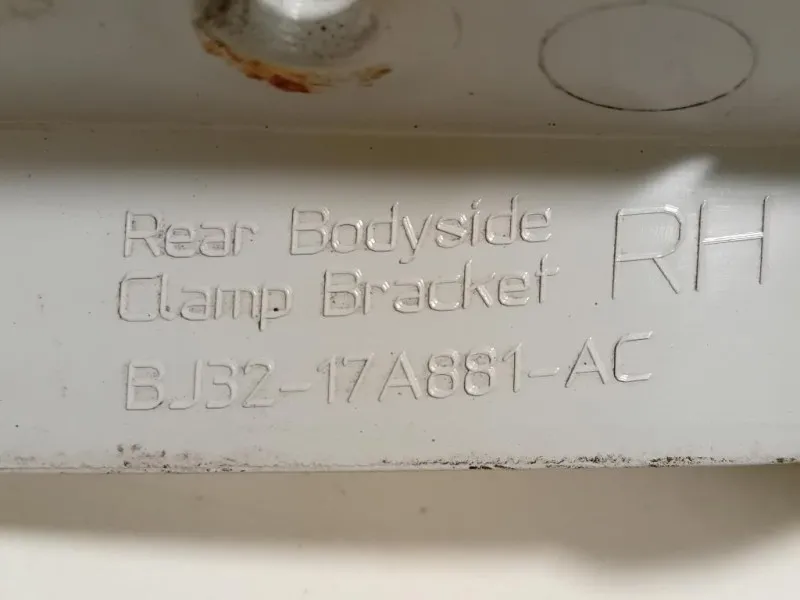 Rear Bodyside
Clamp Bracket
RH
BJ32-17A881-AC